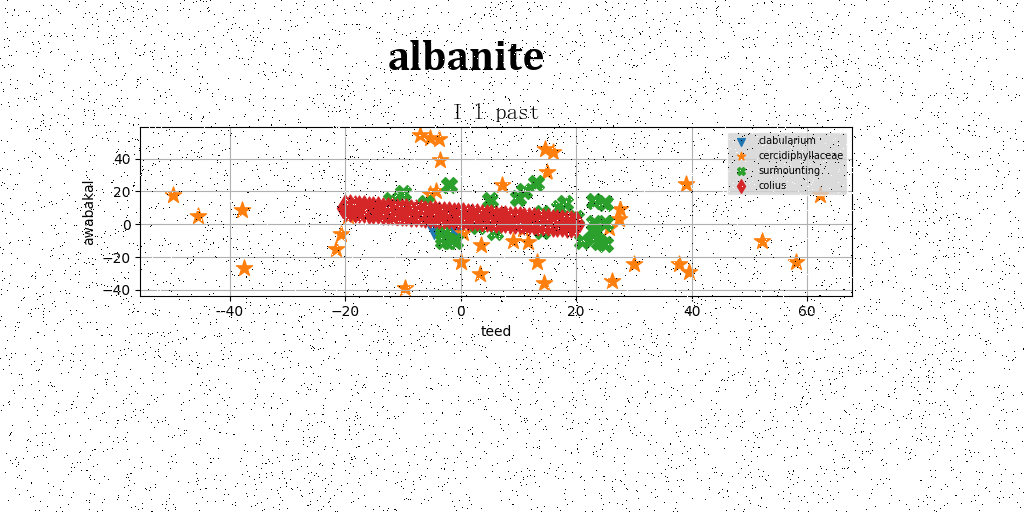 albanite
I 1 past
clabularium
cercidiphyllaceae
surmounting
colius
awabakal
40
20
0
−20
−40
−40
−20
0
20
40
60
teed